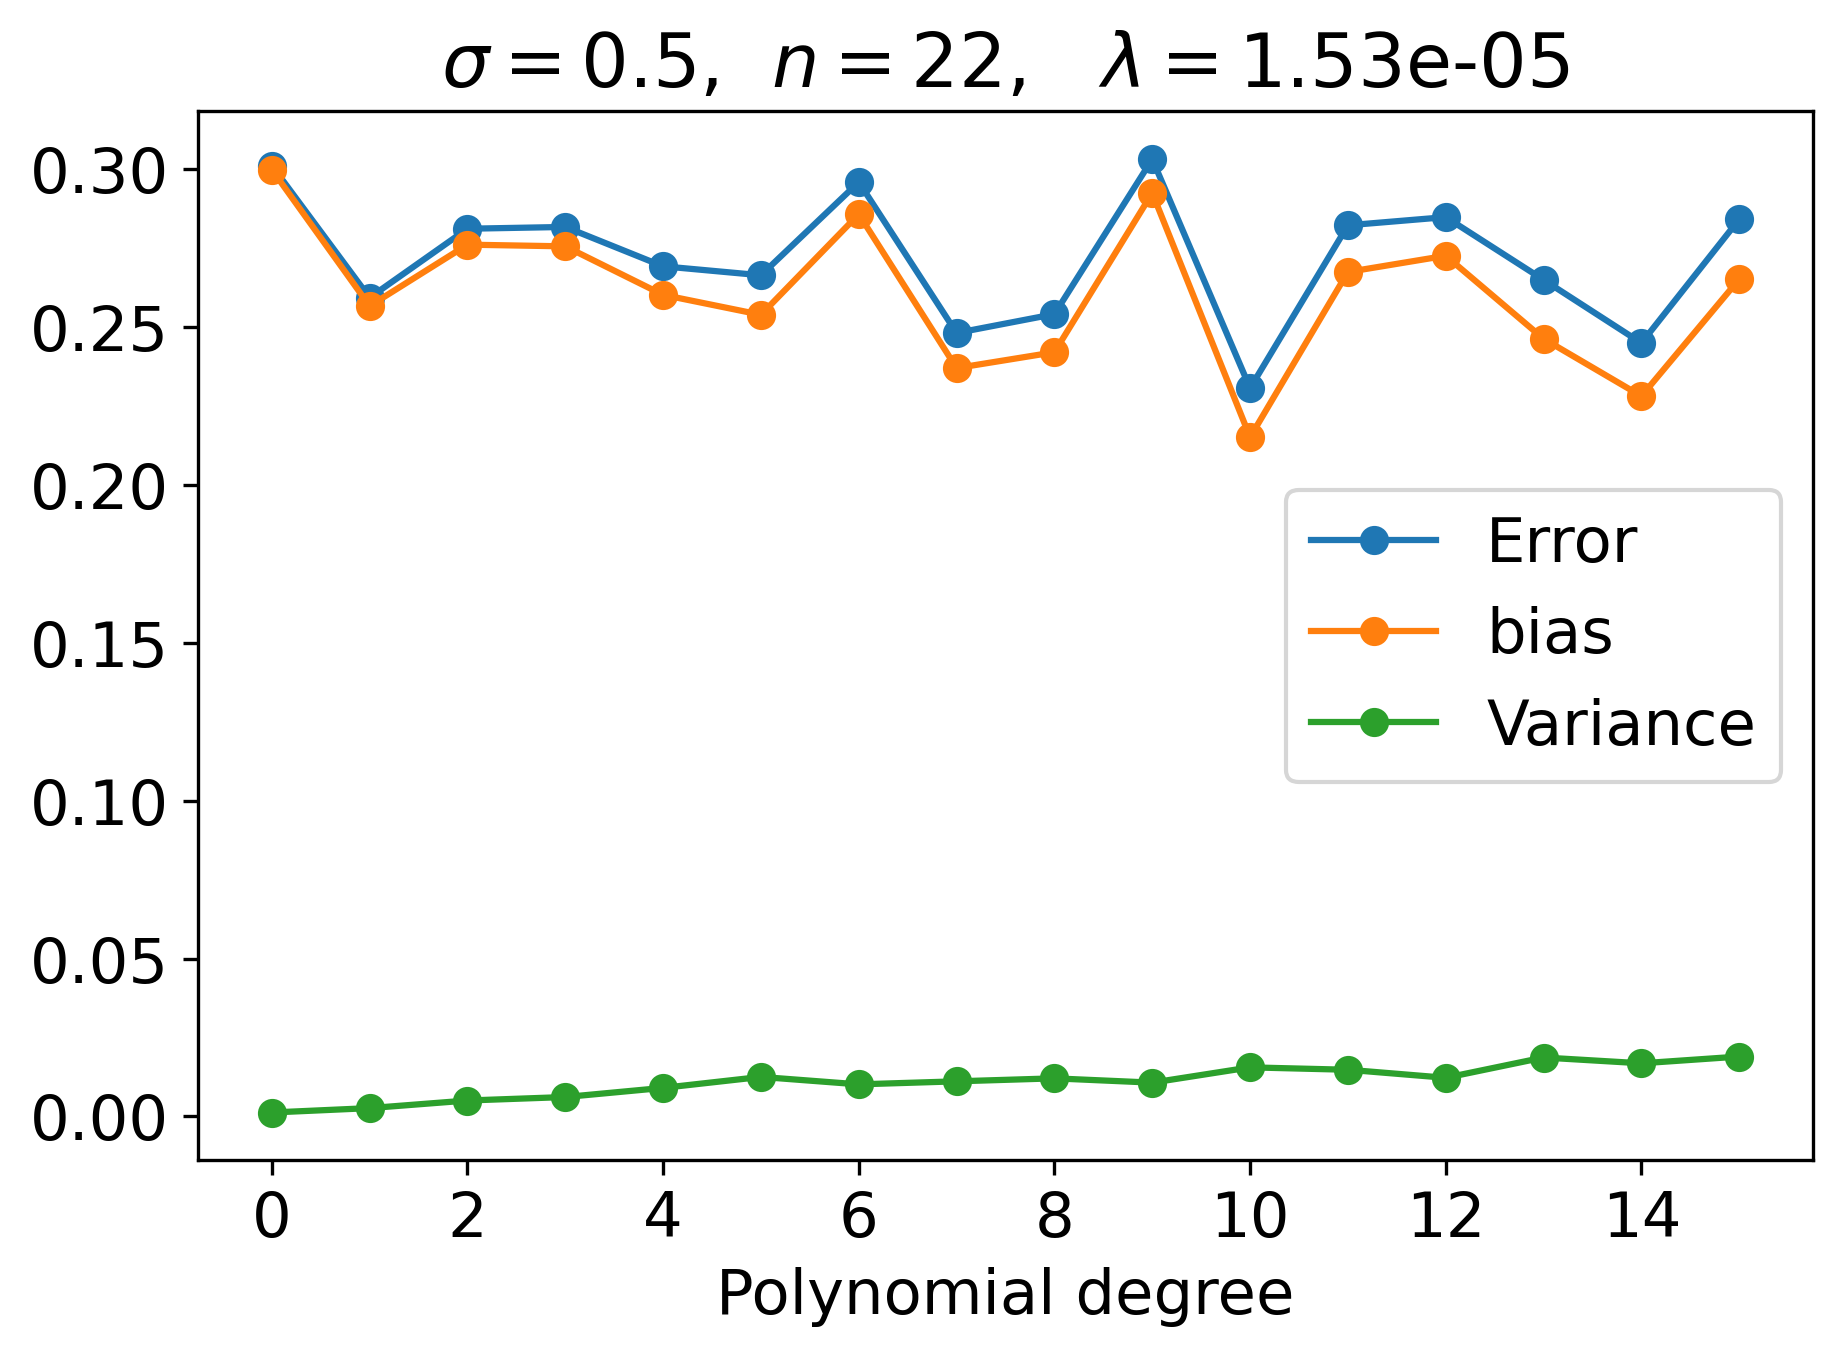 σ = 0.5, n = 22, λ = 1.53e-05
0.30
0.25
0.20
0.15
0.10
0.05
0.00
Error
bias
Variance
0 2 4 6 8 10 12 14
Polynomial degree